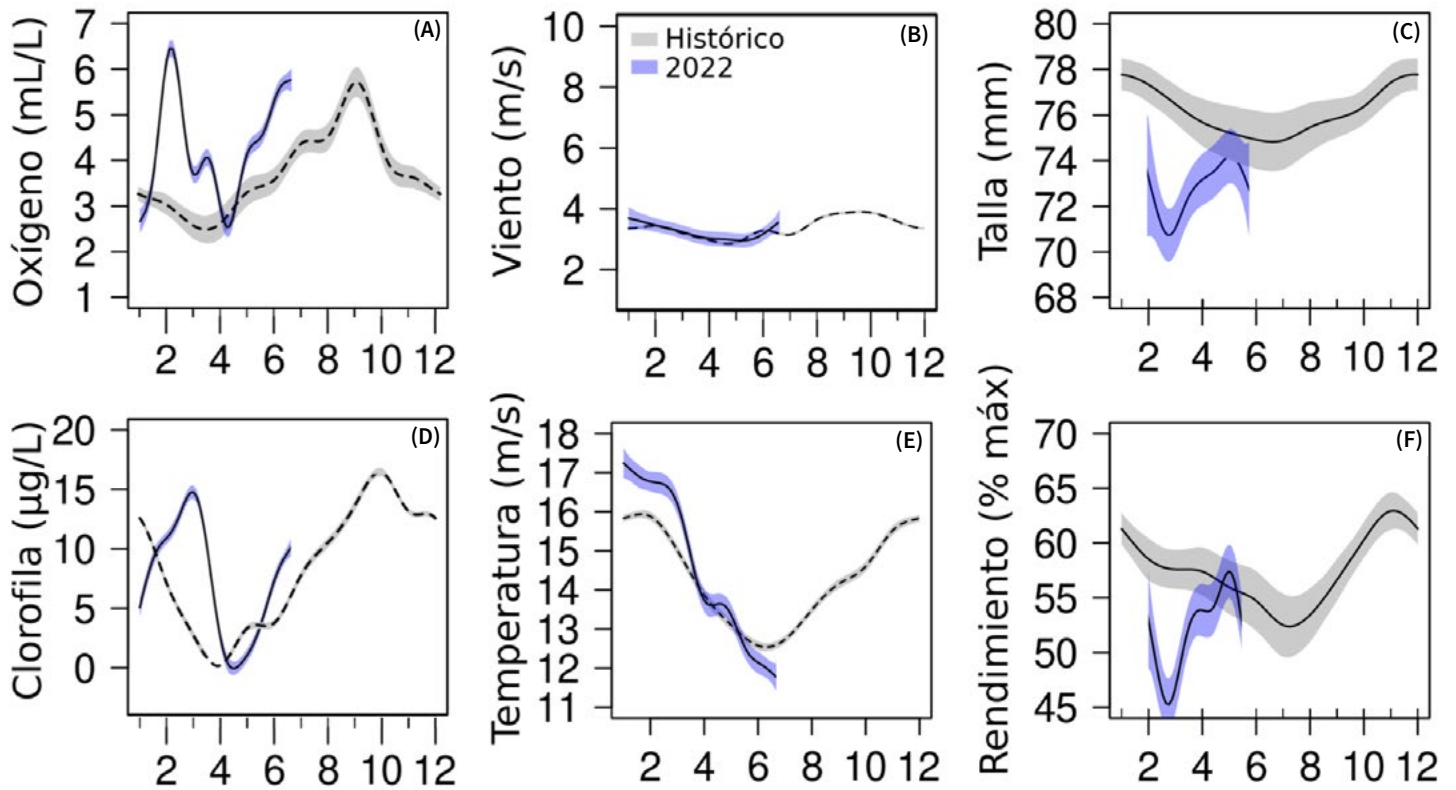 Oxígeno (mL/L)
7
6
5
4
3
2
1
2 4 6 8 10 12
(A)
Viento (m/s)
10
8
6
4
2
2 4 6 8 10 12
Histórico
2022
(B)
Talla (mm)
80
78
76
74
72
70
68
2 4 6 8 10 12
(C)
Clorofila (µg/L)
20
15
10
5
0
2 4 6 8 10 12
(D)
Temperatura (m/s)
18
17
16
15
14
13
12
11
2 4 6 8 10 12
(E)
Rendimiento (% máx)
70
65
60
55
50
45
2 4 6 8 10 12
(F)